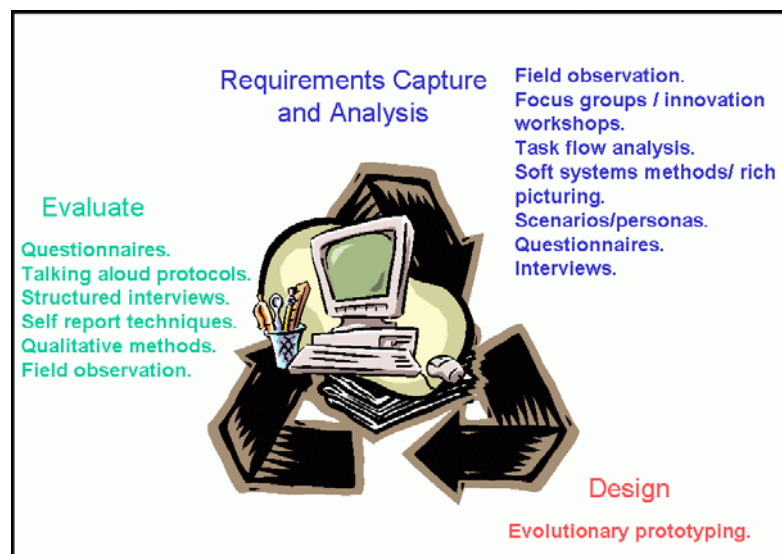 Requirements Capture
and Analysis
Field observation.
Focus groups / innovation
workshops.
Task flow analysis.
Soft systems methods/ rich
picturing.
Scenarios/personas.
Questionnaires.
Interviews.
Evaluate
Questionnaires.
Talking aloud protocols.
Structured interviews.
Self report techniques.
Qualitative methods.
Field observation.
Design
Evolutionary prototyping.